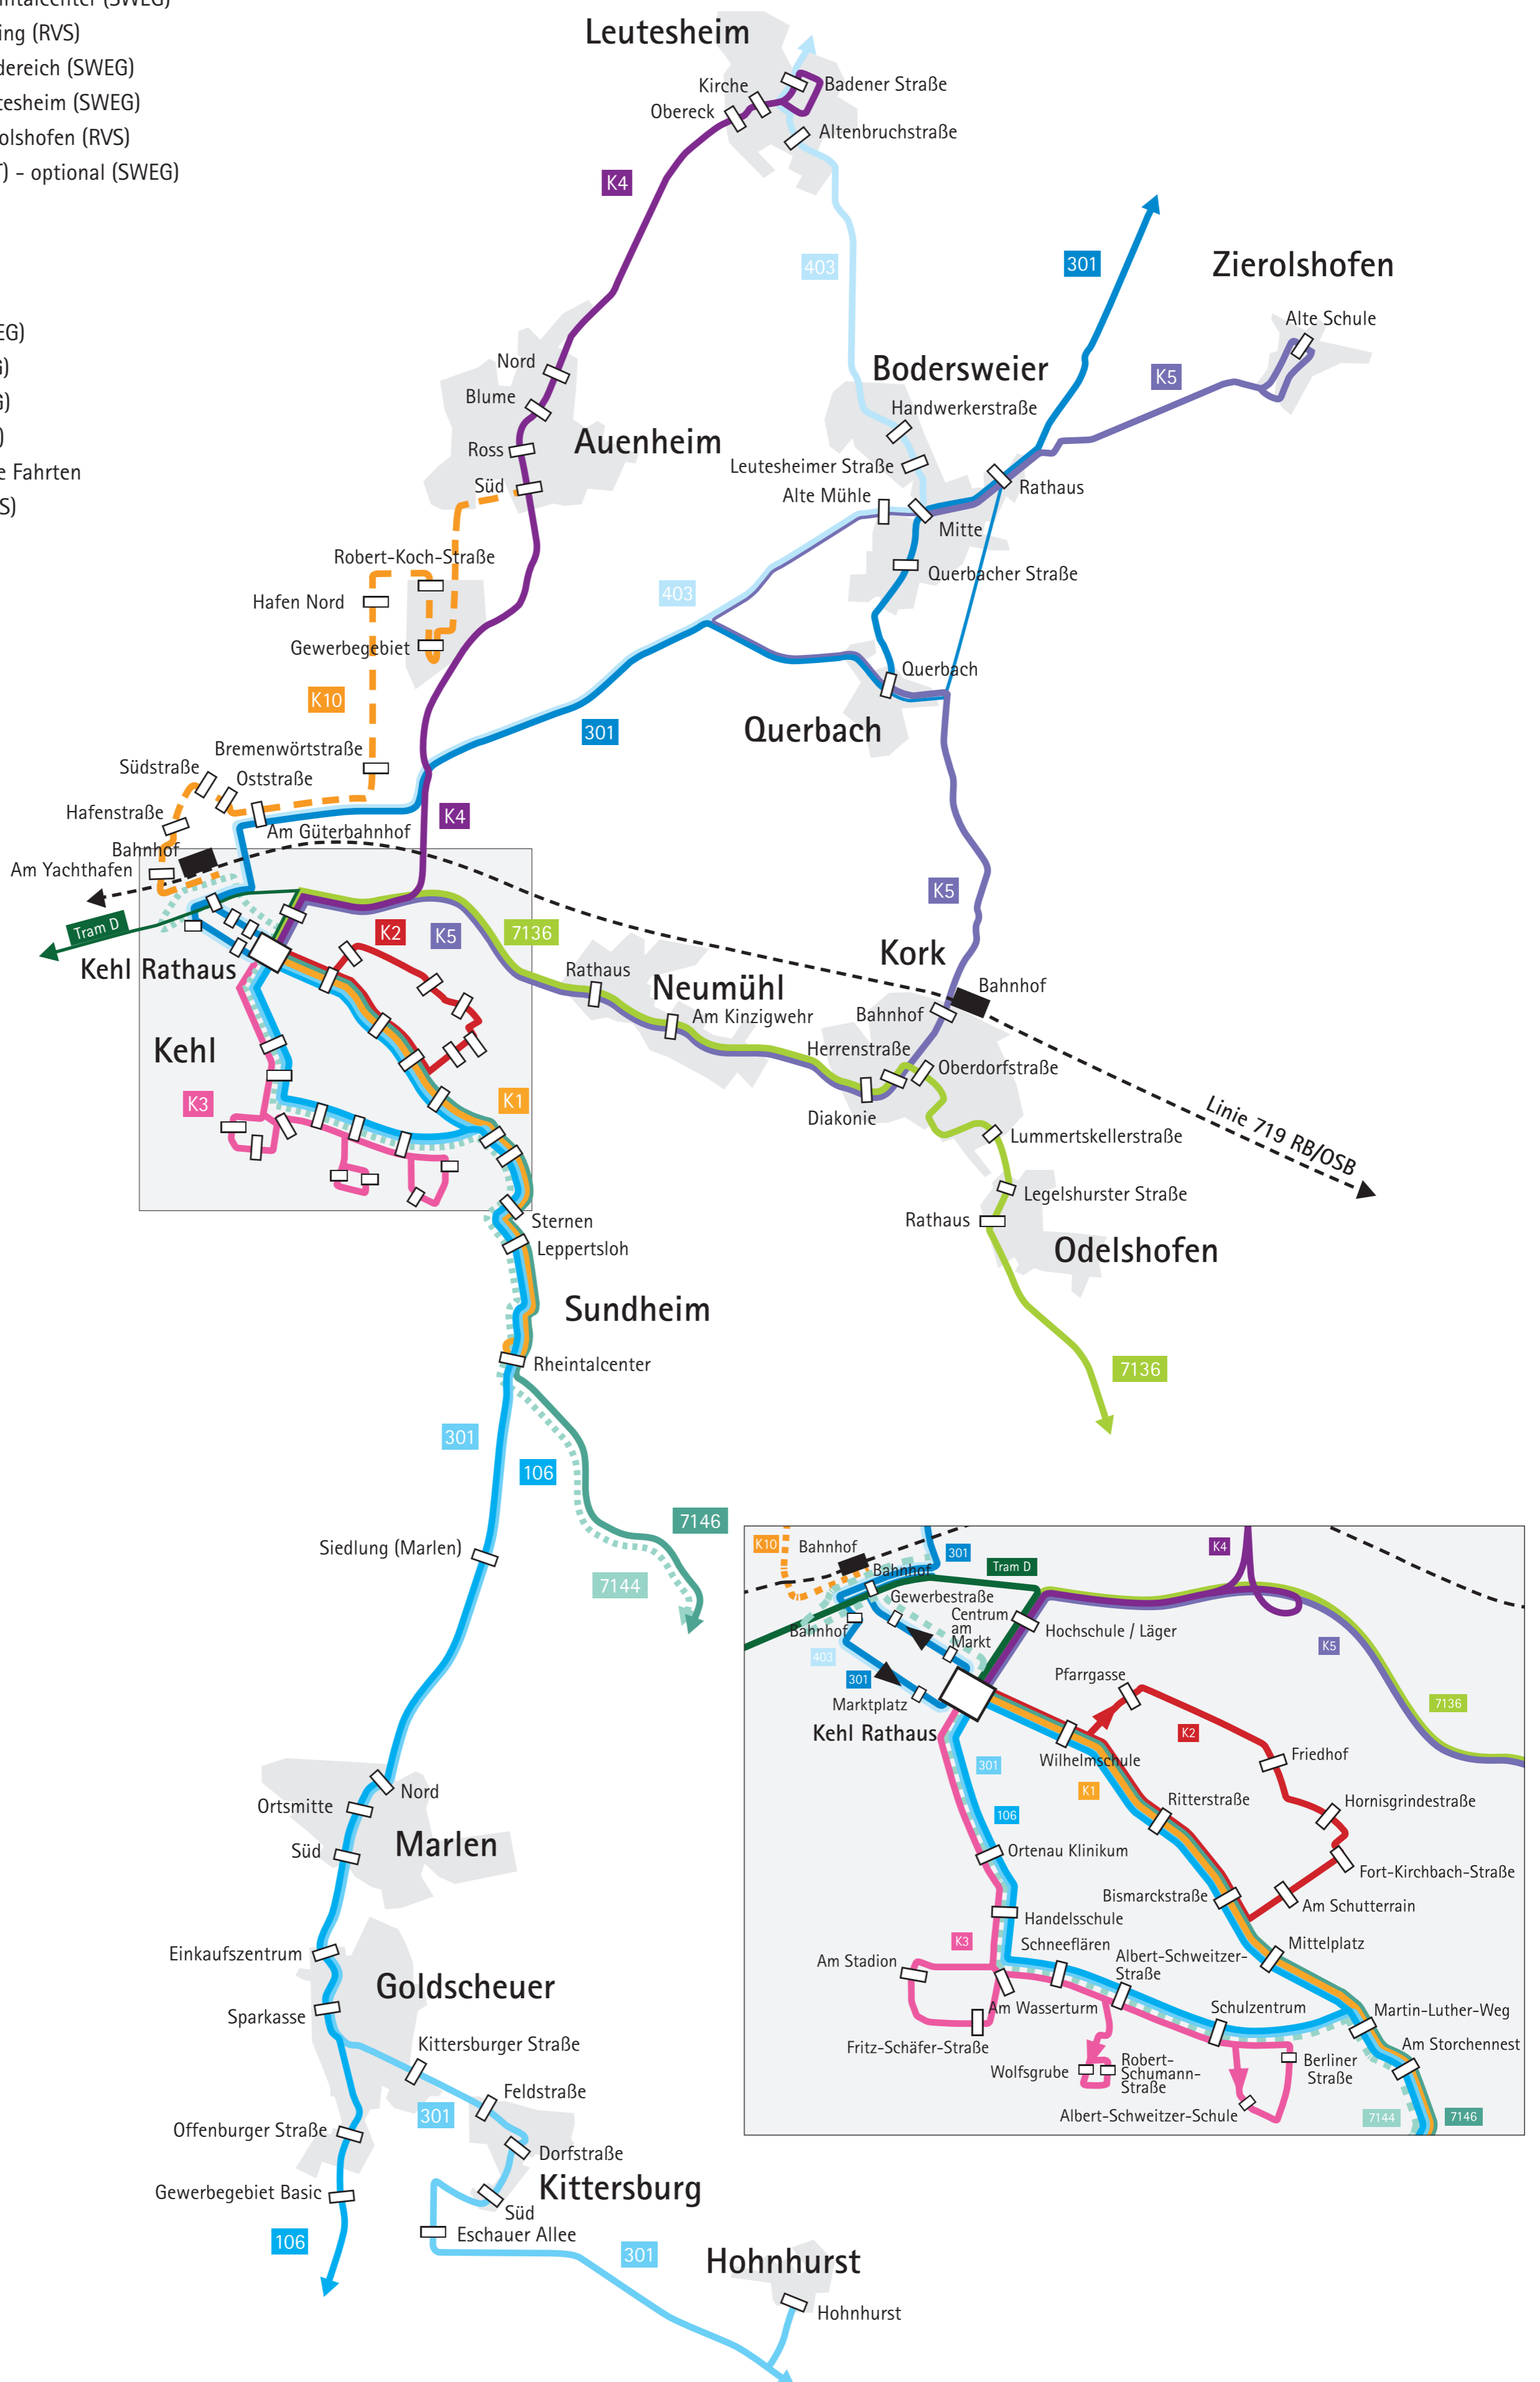 ntalcenter (SWEG)
ing (RVS)
dereich (SWEG)
tesheim (SWEG)
olshofen (RVS)
T) - optional (SWEG)
EG)
G)
G)
)
e Fahrten
S)
Leutesheim
Kirche
Badener Straße
Obereck
Altenbruchstraße
K4
403
301
Zierolshofen
Alte Schule
Nord
Bodersweier
K5
Blume
Handwerkerstraße
Ross
Auenheim
Leutesheimer Straße
Süd
Alte Mühle
Rathaus
Mitte
Robert-Koch-Straße
Querbacher Straße
Hafen Nord
403
Gewerbegebiet
Querbach
K10
301
Querbach
Bremenwörtstraße
Südstraße
Oststraße
Hafenstraße
K4
Am Güterbahnhof
Bahnhof
Am Yachthafen
K5
Tram D
K2
K5
7136
Kork
Kehl Rathaus
Rathaus
Neumühl
Bahnhof
Bahnhof
Am Kinzigwehr
Kehl
Herrenstraße
Oberdorfstraße
K3
K1
Diakonie
Linie 719 RB/OSB
Lummertskellerstraße
Legelshurster Straße
Sternen
Rathaus
Leppertsloh
Odelshofen
Sundheim
Rheintalcenter
7136
301
106
7146
Siedlung (Marlen)
7144
K10
Bahnhof
301
Tram D
K4
Bahnhof
Gewerbestraße
Centrum
am
Markt
Bahnhof
Hochschule / Läger
403
K5
301
Pfarrgasse
Marktplatz
7136
Kehl Rathaus
K2
Wilhelmschule
Friedhof
301
K1
Nord
Ortsmitte
Ritterstraße
Hornisgrindestraße
106
Marlen
Süd
Ortenau Klinikum
Fort-Kirchbach-Straße
Bismarckstraße
Am Schutterrain
Handelsschule
K3
Schneeflären
Mittelplatz
Einkaufszentrum
Am Stadion
Albert-Schweitzer-
Straße
Goldscheuer
Am Wasserturm
Schulzentrum
Martin-Luther-Weg
Sparkasse
Fritz-Schäfer-Straße
Am Storchennest
Kittersburger Straße
Wolfsgrube
Robert-
Schumann-
Straße
Berliner
Straße
Feldstraße
301
Albert-Schweitzer-Schule
7144
7146
Offenburger Straße
Dorfstraße
Kittersburg
Gewerbegebiet Basic
Süd
Eschauer Allee
106
301
Hohnhurst
Hohnhurst